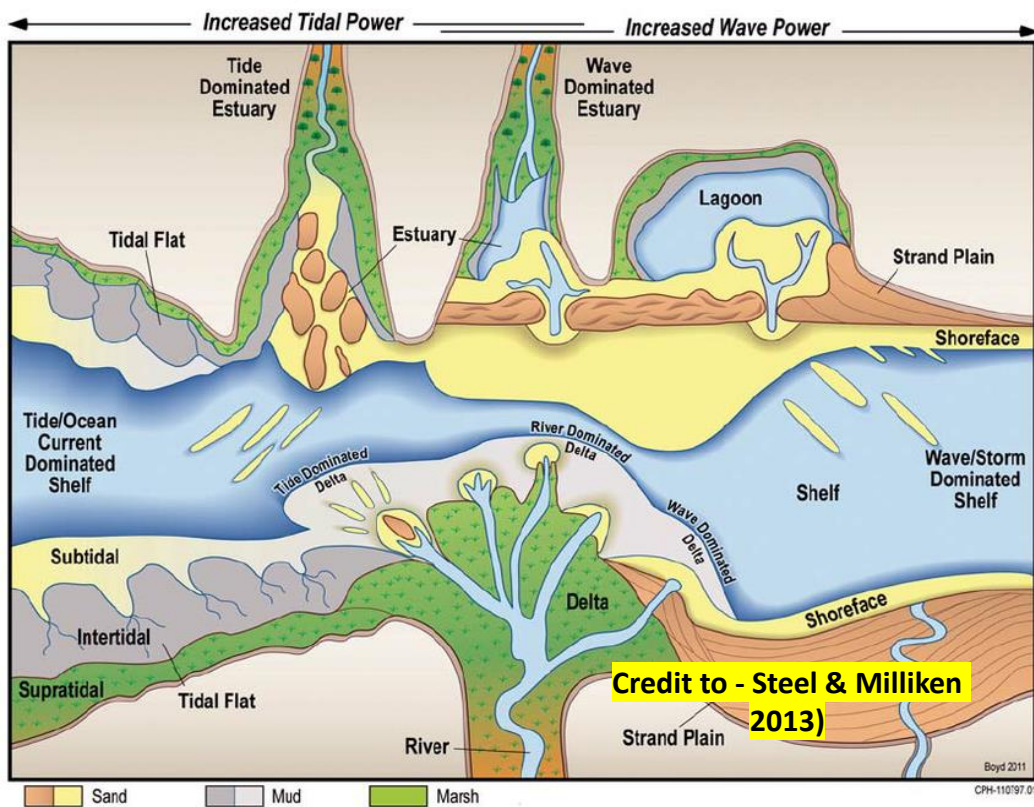 Increased Tidal Power
Increased Wave Power
Tide
Dominated
Estuary
Wave
Dominated
Estuary
Lagoon
Tidal Flat
Estuary
Strand Plain
Shoreface
Tide/Ocean
Current
Dominated
Shelf
Tide Dominated
Delta
River Dominated
Delta
Wave Dominated
Delta
Shelf
Wave/Storm
Dominated
Shelf
Subtidal
Intertidal
Supratidal
Tidal Flat
Delta
Shoreface
River
Credit to - Steel & Milliken
2013)
Strand Plain
Boyd 2011
Sand
Mud
Marsh